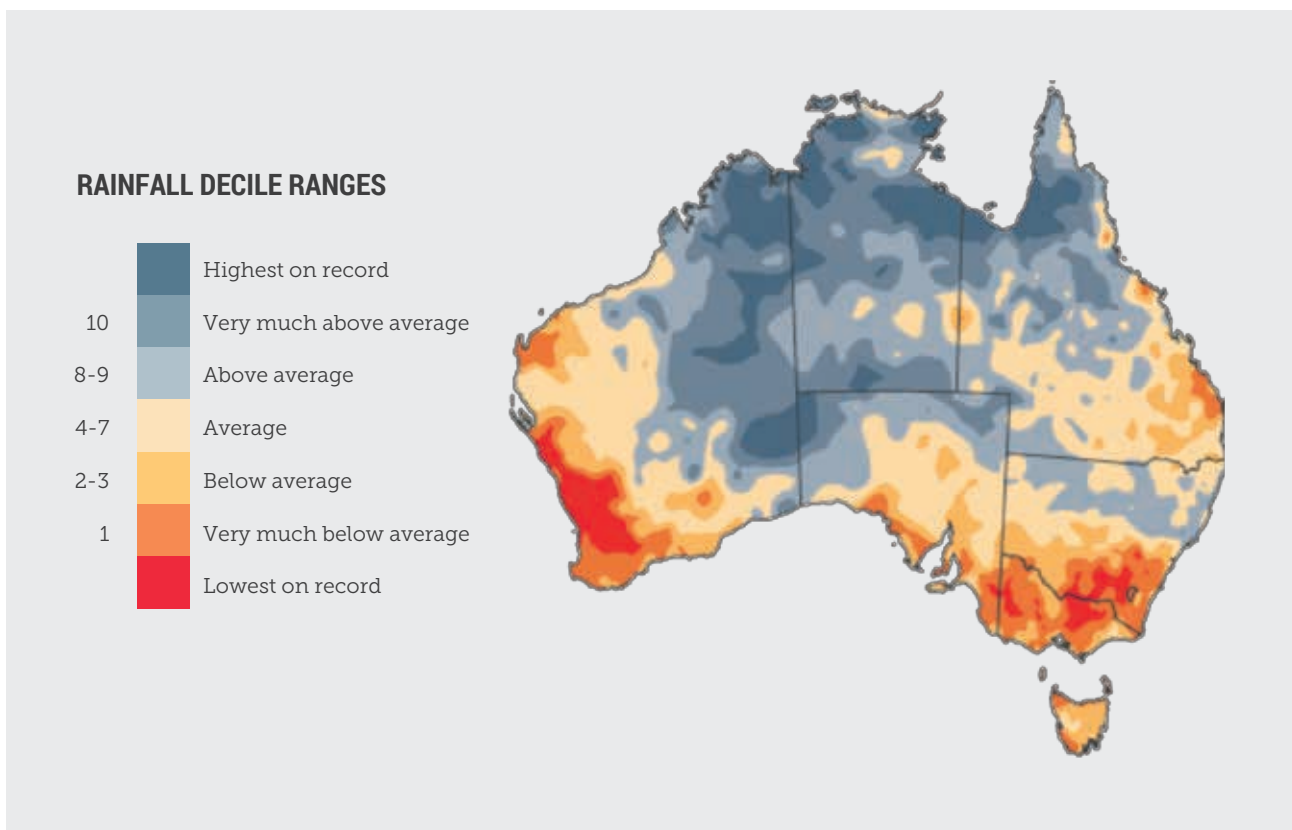 RAINFALL DECILE RANGES
Highest on record
10 Very much above average
8-9 Above average
4-7 Average
2-3 Below average
1 Very much below average
Lowest on record